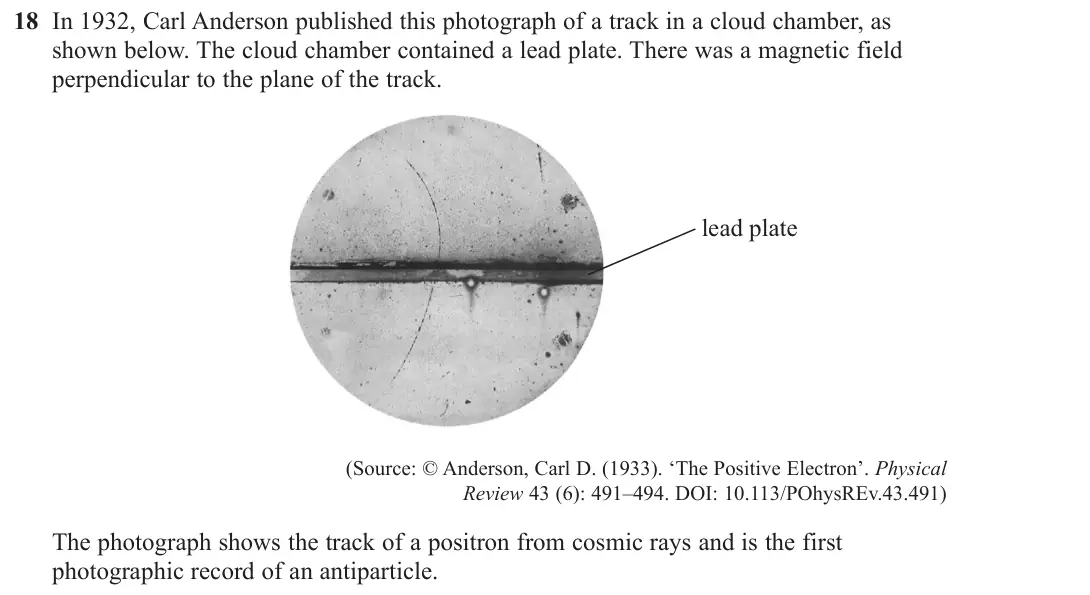 18 In 1932, Carl Anderson published this photograph of a track in a cloud chamber, as
shown below. The cloud chamber contained a lead plate. There was a magnetic field
perpendicular to the plane of the track.
lead plate
(Source: © Anderson, Carl D. (1933). ‘The Positive Electron’. Physical
Review 43 (6): 491–494. DOI: 10.113/POhysREv.43.491)
The photograph shows the track of a positron from cosmic rays and is the first
photographic record of an antiparticle.